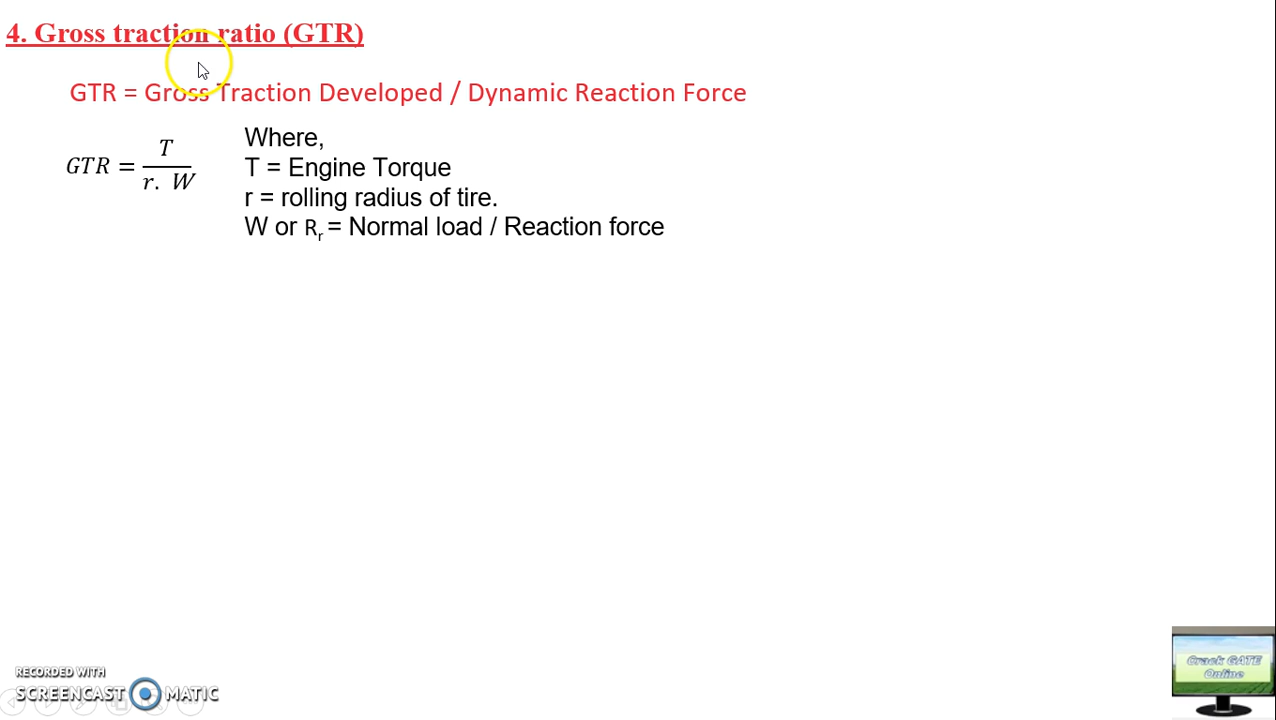 4. Gross traction ratio (GTR)
GTR = Gross Traction Developed / Dynamic Reaction Force
GTR = T / r. W
Where,
T = Engine Torque
r = rolling radius of tire.
W or Rr = Normal load / Reaction force
RECORDED WITH
SCREENCAST MATIC
Crack GATE
Online